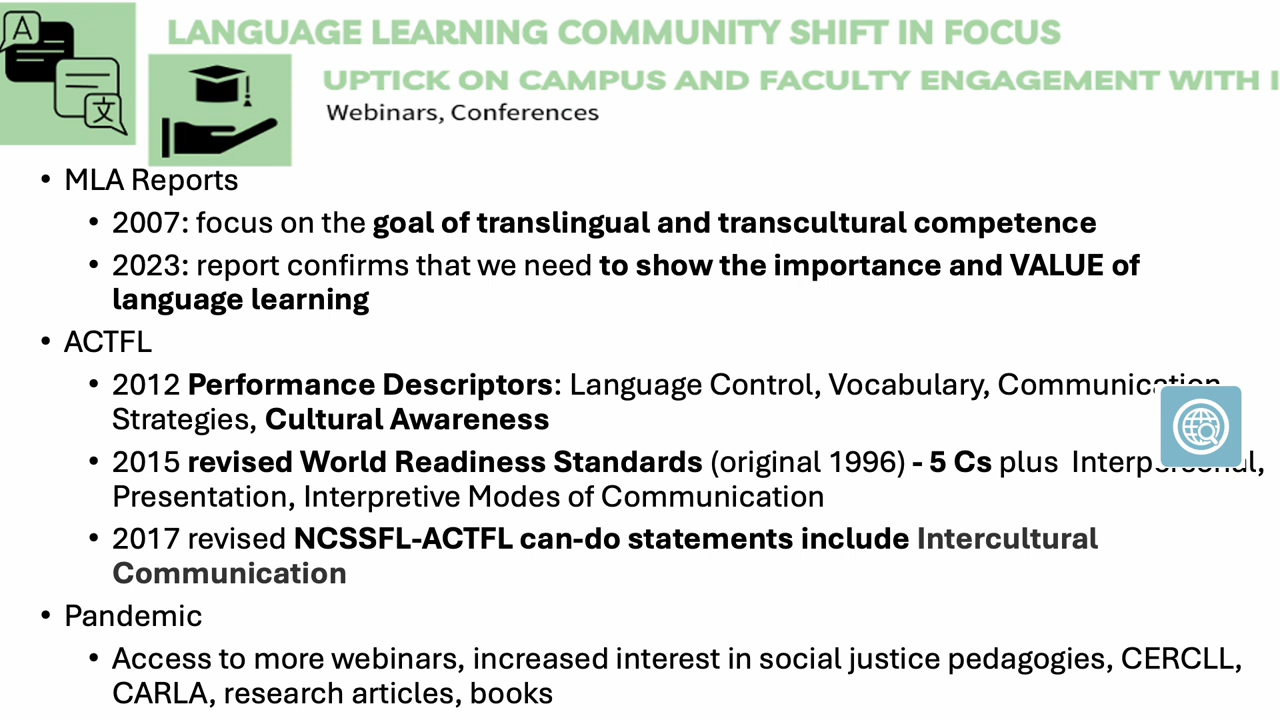 A
文
LANGUAGE LEARNING COMMUNITY SHIFT IN FOCUS
UPTICK ON CAMPUS AND FACULTY ENGAGEMENT WITH
Webinars, Conferences
• MLA Reports
• 2007: focus on the goal of translingual and transcultural competence
• 2023: report confirms that we need to show the importance and VALUE of
language learning
• ACTFL
• 2012 Performance Descriptors: Language Control, Vocabulary, Communication
Strategies, Cultural Awareness
• 2015 revised World Readiness Standards (original 1996) - 5 Cs plus Interpersonal,
Presentation, Interpretive Modes of Communication
• 2017 revised NCSSFL-ACTFL can-do statements include Intercultural
Communication
• Pandemic
• Access to more webinars, increased interest in social justice pedagogies, CERCLL,
CARLA, research articles, books